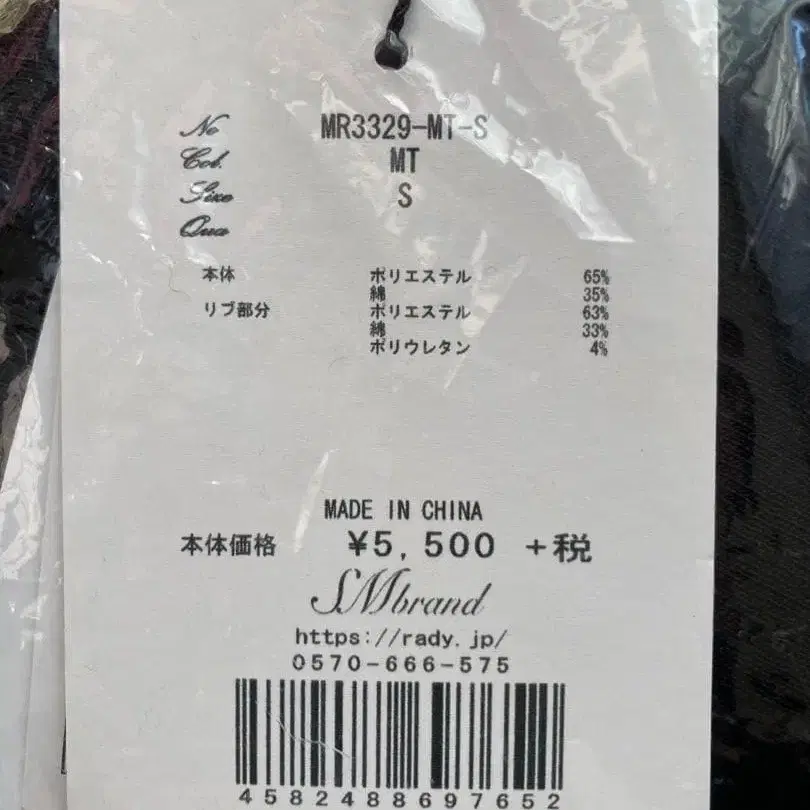 No MR3329-MT-S
Col. MT
Size S
Qua
本体 ポリエステル 65%
綿 35%
リブ部分 ポリエステル 63%
綿 33%
ポリウレタン 4%
MADE IN CHINA
本体価格 ¥5,500 +税
SMbrand
https://rady.jp/
0570-666-575
4582488697652